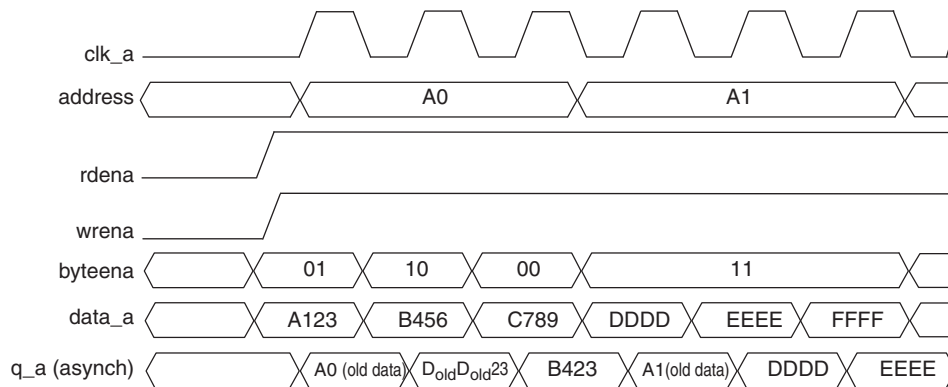 clk_a
address A0 A1
rdena
wrena
byteena 01 10 00 11
data_a A123 B456 C789 DDDD EEEE FFFF
q_a (asynch) A0 (old data) DoldDold23 B423 A1(old data) DDDD EEEE